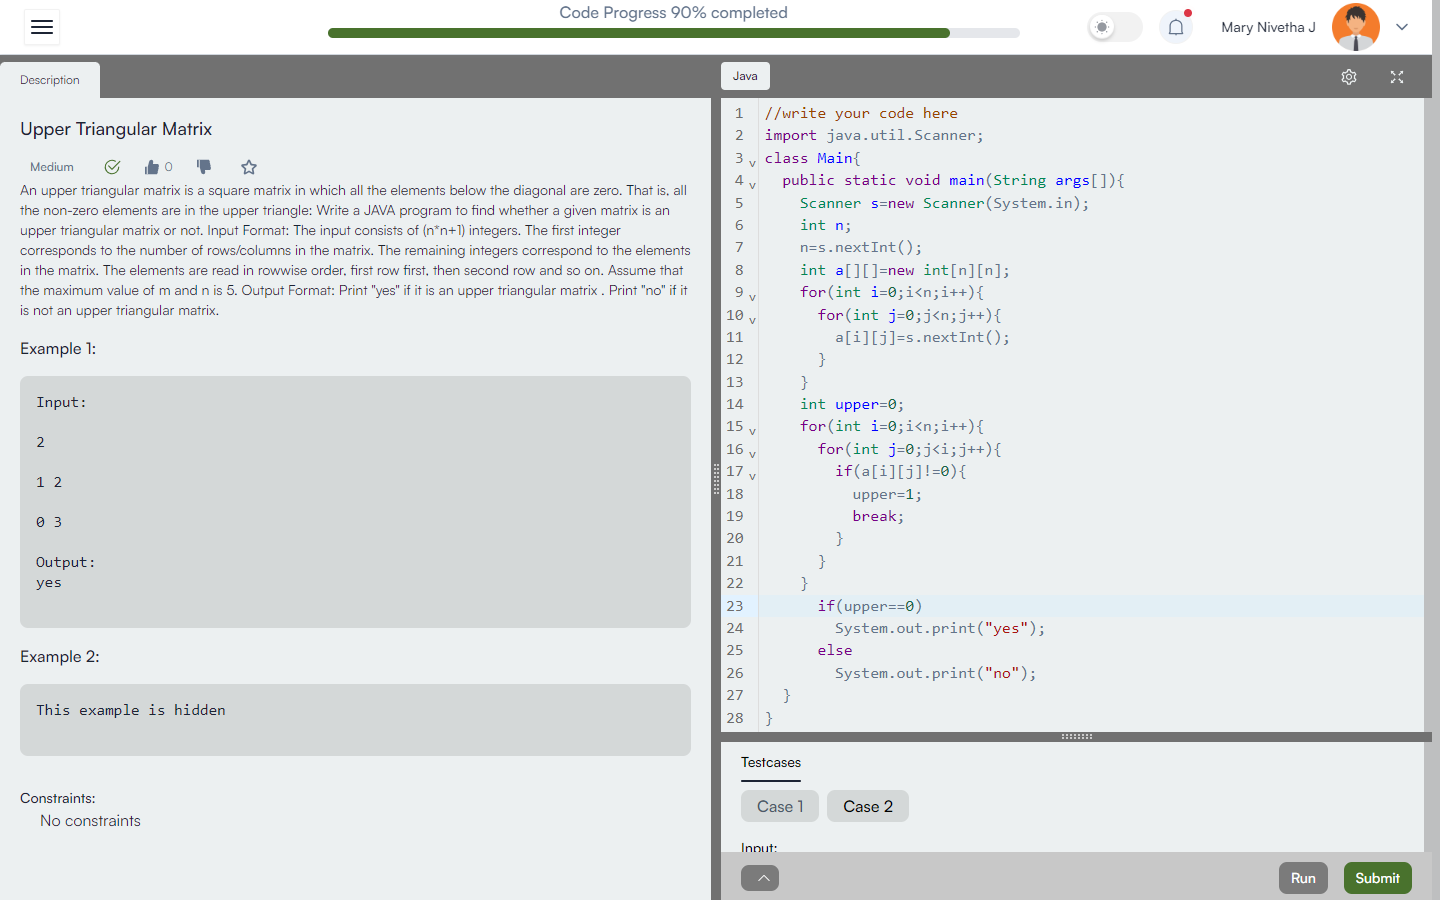 Code Progress 90% completed
Mary Nivetha J
Description
Upper Triangular Matrix
Medium
0
An upper triangular matrix is a square matrix in which all the elements below the diagonal are zero. That is, all
the non-zero elements are in the upper triangle: Write a JAVA program to find whether a given matrix is an
upper triangular matrix or not. Input Format: The input consists of (n*n+1) integers. The first integer
corresponds to the number of rows/columns in the matrix. The remaining integers correspond to the elements
in the matrix. The elements are read in rowwise order, first row first, then second row and so on. Assume that
the maximum value of m and n is 5. Output Format: Print "yes" if it is an upper triangular matrix . Print "no" if it
is not an upper triangular matrix.
Example 1:
Input:
2
1 2
0 3
Output:
yes
Example 2:
This example is hidden
Constraints:
No constraints
Java
1 //write your code here
2 import java.util.Scanner;
3 class Main{
4 public static void main(String args[]){
5 Scanner s=new Scanner(System.in);
6 int n;
7 n=s.nextInt();
8 int a[][]=new int[n][n];
9 for(int i=0;i<n;i++){
10 for(int j=0;j<n;j++){
11 a[i][j]=s.nextInt();
12 }
13 }
14 int upper=0;
15 for(int i=0;i<n;i++){
16 for(int j=0;j<i;j++){
17 if(a[i][j]!=0){
18 upper=1;
19 break;
20 }
21 }
22 }
23 if(upper==0)
24 System.out.print("yes");
25 else
26 System.out.print("no");
27 }
28 }
Testcases
Case 1 Case 2
Input:
Run Submit